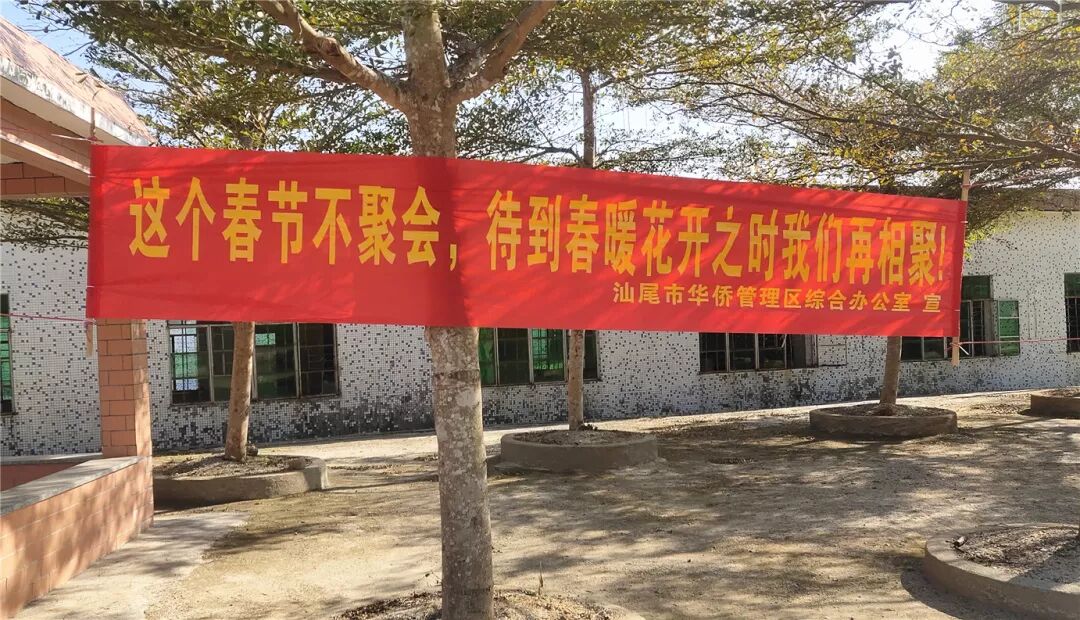 这个春节不聚会，待到春暖花开之时我们再相聚！
汕尾市华侨管理区综合办公室 宣